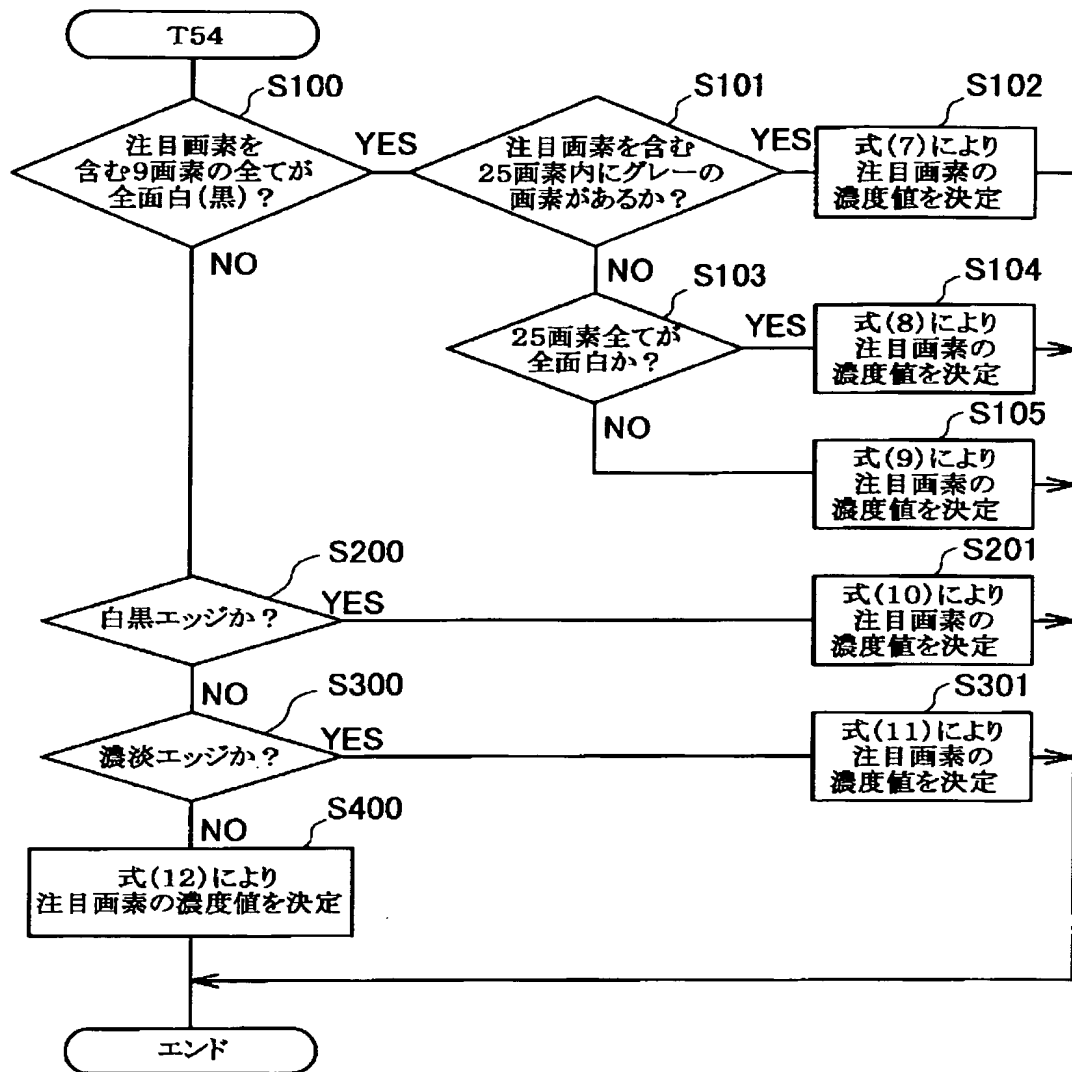 T54
S100
注目画素を
含む9画素の全てが
全面白(黒)?
YES
NO
S101
注目画素を含む
25画素内にグレーの
画素があるか?
YES
NO
S102
式(7)により
注目画素の
濃度値を決定
S103
25画素全てが
全面白か?
YES
NO
S104
式(8)により
注目画素の
濃度値を決定
S105
式(9)により
注目画素の
濃度値を決定
S200
白黒エッジか?
YES
NO
S201
式(10)により
注目画素の
濃度値を決定
S300
濃淡エッジか?
YES
NO
S301
式(11)により
注目画素の
濃度値を決定
S400
式(12)により
注目画素の濃度値を決定
エンド